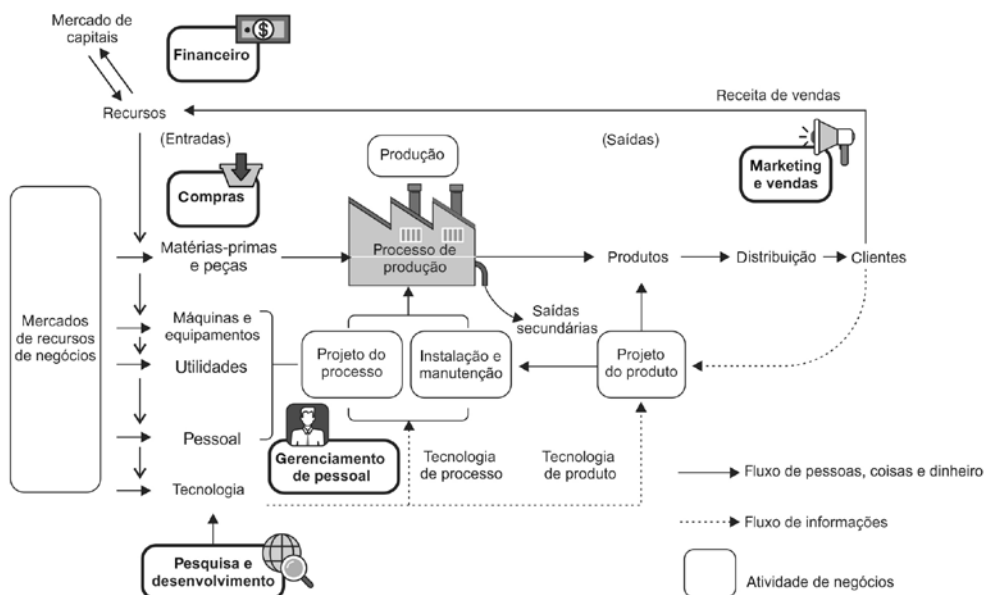 Mercado de
capitais
$
Financeiro
Recursos
Receita de vendas
(Entradas)
(Saídas)
Produção
Marketing
e vendas
Compras
Matérias-primas
e peças
Processo de
produção
Produtos
Distribuição
Clientes
Mercados
de recursos
de negócios
Máquinas e
equipamentos
Saídas
secundárias
Utilidades
Projeto do
processo
Instalação e
manutenção
Projeto
do produto
Pessoal
Gerenciamento
de pessoal
Tecnologia
de processo
Tecnologia
de produto
Tecnologia
Fluxo de pessoas, coisas e dinheiro
Fluxo de informações
Pesquisa e
desenvolvimento
Atividade de negócios